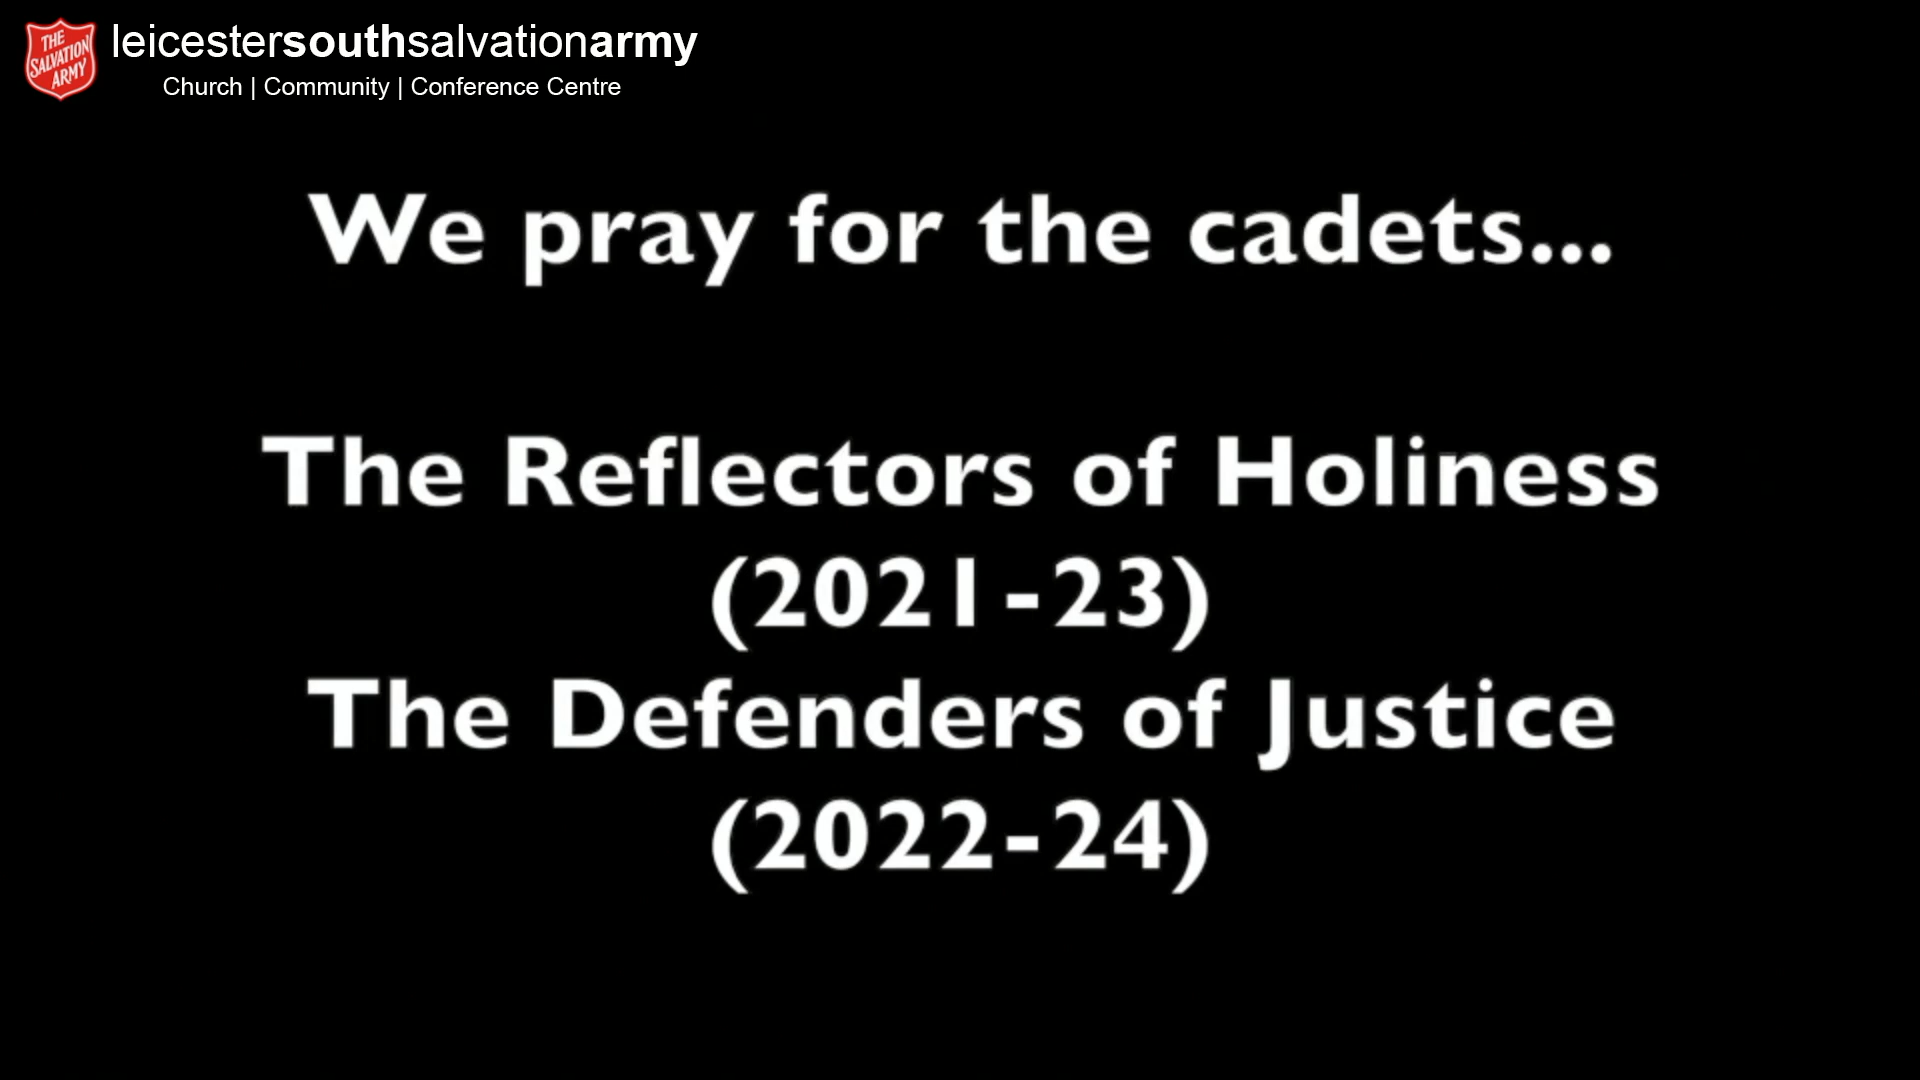 THE
SALVATION
ARMY
leicestersouthsalvationarmy
Church | Community | Conference Centre
We pray for the cadets...
The Reflectors of Holiness
(2021-23)
The Defenders of Justice
(2022-24)